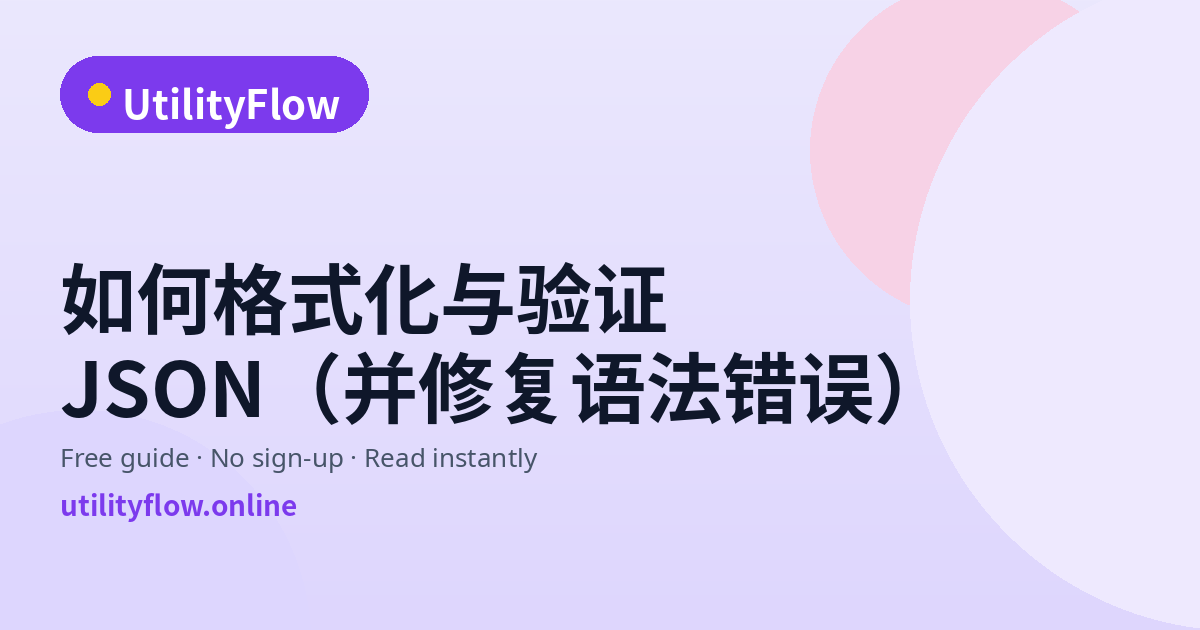 UtilityFlow
如何格式化与验证
JSON（并修复语法错误）
Free guide · No sign-up · Read instantly
utilityflow.online